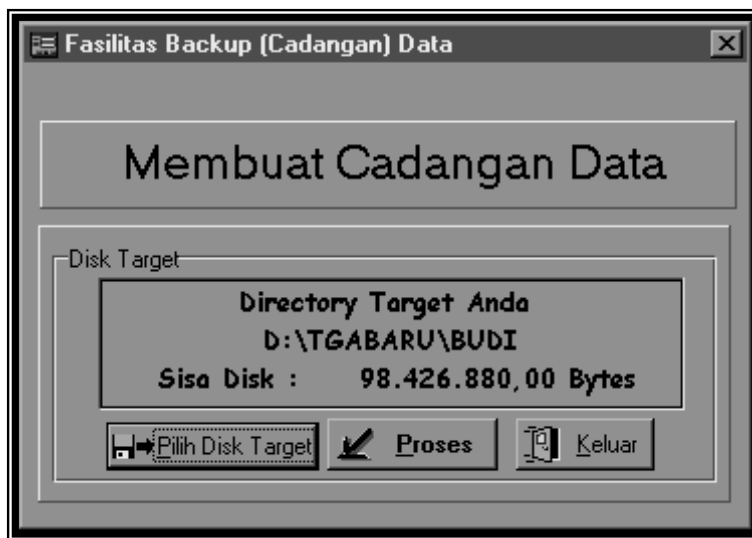 Fasilitas Backup (Cadangan) Data
Membuat Cadangan Data
Disk Target
Directory Target Anda
D:\TGABARU\BUDI
Sisa Disk : 98.426.880,00 Bytes
Pilih Disk Target Proses Keluar